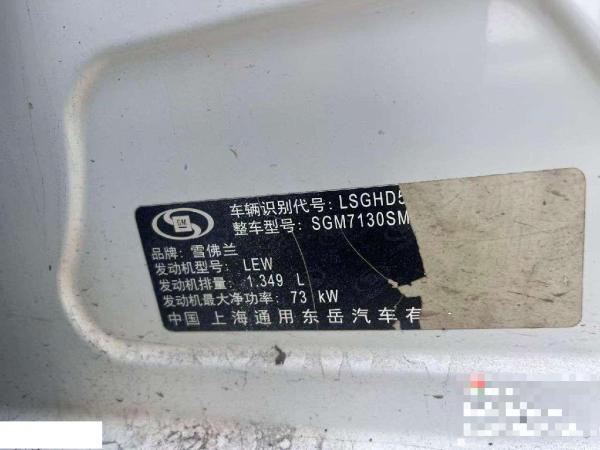 GM
车辆识别代号: LSGHD5
整车型号: SGM7130SM
品牌: 雪佛兰
发动机型号: LEW
发动机排量: 1.349 L
发动机最大净功率: 73 kW
中国 上海通用东岳汽车有